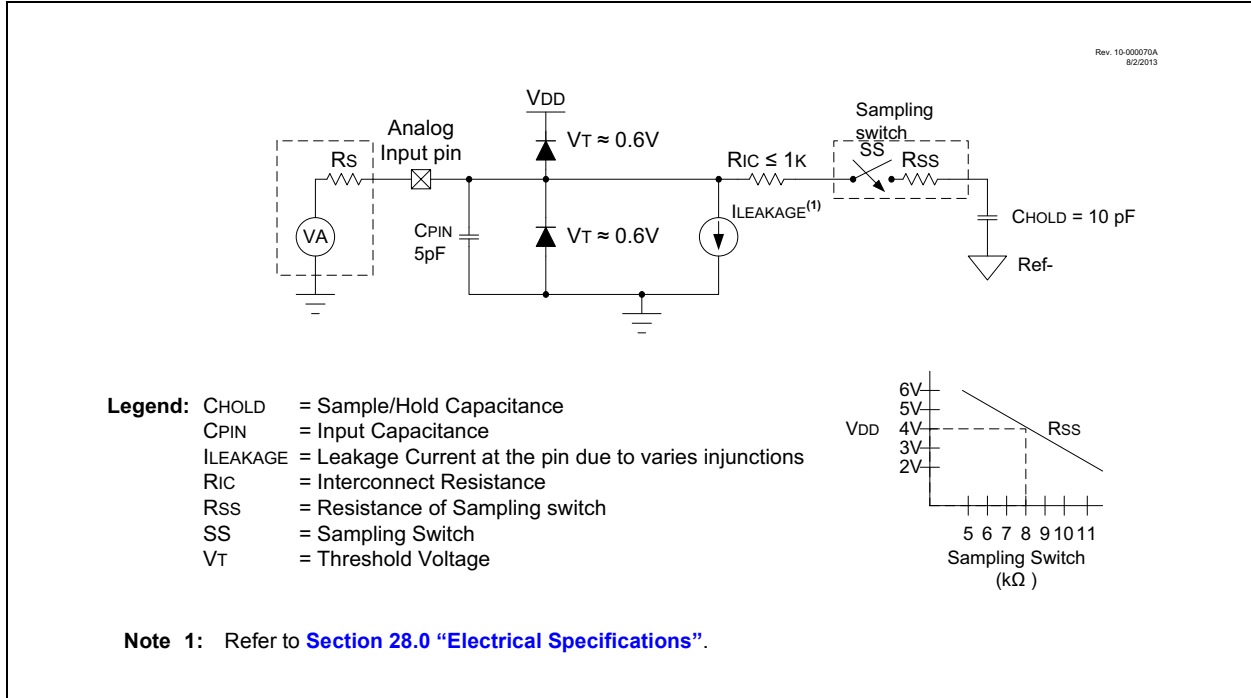 Rev. 10-000070A
8/2/2013
VDD
Sampling
switch
SS
Analog
Input pin
VT ≈ 0.6V
RS
RIC ≤ 1K
RSS
ILEAKAGE(1)
CHOLD = 10 pF
VA
CPIN
5pF
VT ≈ 0.6V
Ref-
Legend: CHOLD = Sample/Hold Capacitance
CPIN = Input Capacitance
ILEAKAGE = Leakage Current at the pin due to varies injunctions
RIC = Interconnect Resistance
RSS = Resistance of Sampling switch
SS = Sampling Switch
VT = Threshold Voltage
6V
5V
VDD 4V RSS
3V
2V
5 6 7 8 9 10 11
Sampling Switch
(kΩ )
Note 1: Refer to Section 28.0 “Electrical Specifications”.